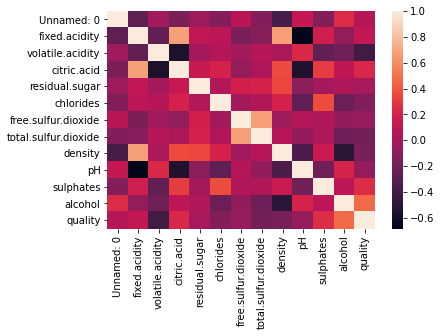 Unnamed: 0
fixed.acidity
volatile.acidity
citric.acid
residual.sugar
chlorides
free.sulfur.dioxide
total.sulfur.dioxide
density
pH
sulphates
alcohol
quality
Unnamed: 0
fixed.acidity
volatile.acidity
citric.acid
residual.sugar
chlorides
free.sulfur.dioxide
total.sulfur.dioxide
density
pH
sulphates
alcohol
quality
1.0
0.8
0.6
0.4
0.2
0.0
−0.2
−0.4
−0.6